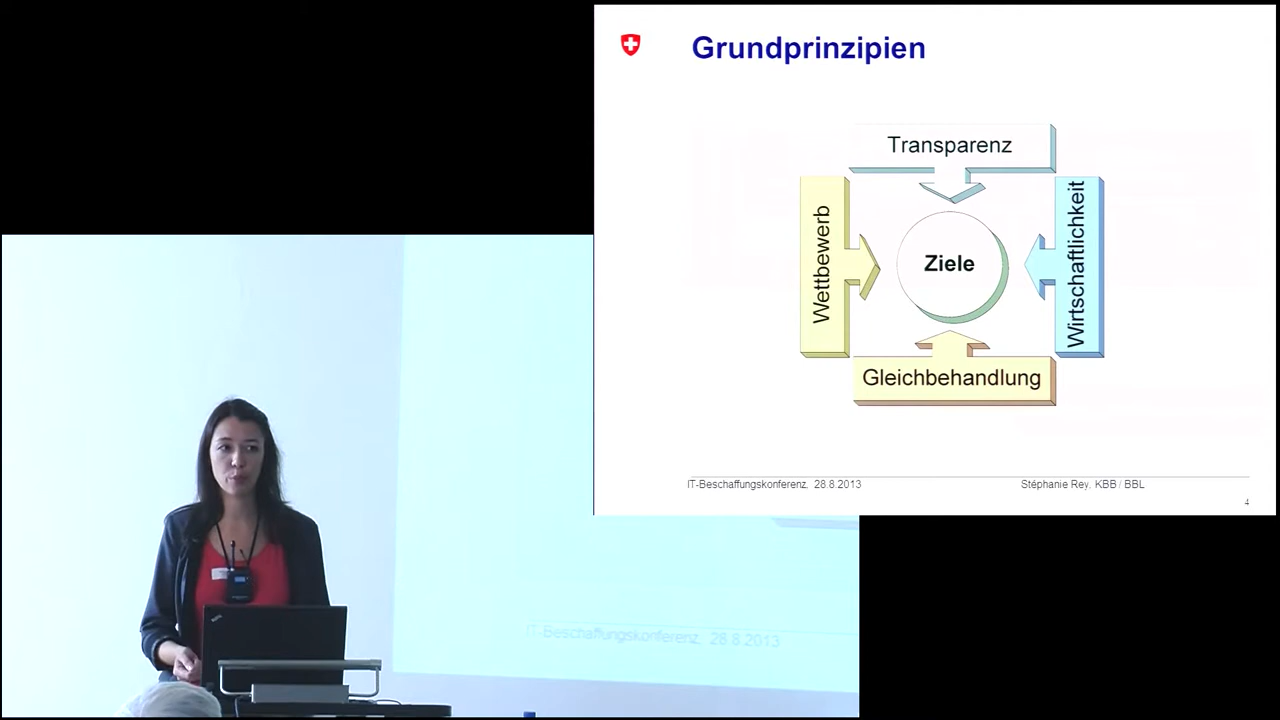 Grundprinzipien
Transparenz
Wettbewerb
Ziele
Wirtschaftlichkeit
Gleichbehandlung
IT-Beschaffungskonferenz, 28.8.2013
Stéphanie Rey, KBB / BBL
4
IT-Beschaffungskonferenz, 28.8.2013